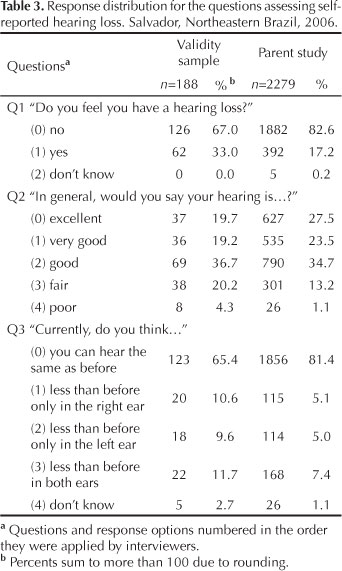 Table 3. Response distribution for the questions assessing self-
reported hearing loss. Salvador, Northeastern Brazil, 2006.
Questionsa Validity sample Parent study
n=188 % b n=2279 %
Q1 “Do you feel you have a hearing loss?”
(0) no 126 67.0 1882 82.6
(1) yes 62 33.0 392 17.2
(2) don’t know 0 0.0 5 0.2
Q2 “In general, would you say your hearing is…?”
(0) excellent 37 19.7 627 27.5
(1) very good 36 19.2 535 23.5
(2) good 69 36.7 790 34.7
(3) fair 38 20.2 301 13.2
(4) poor 8 4.3 26 1.1
Q3 “Currently, do you think…”
(0) you can hear the
same as before 123 65.4 1856 81.4
(1) less than before
only in the right ear 20 10.6 115 5.1
(2) less than before
only in the left ear 18 9.6 114 5.0
(3) less than before
in both ears 22 11.7 168 7.4
(4) don’t know 5 2.7 26 1.1
a Questions and response options numbered in the order
they were applied by interviewers.
b Percents sum to more than 100 due to rounding.